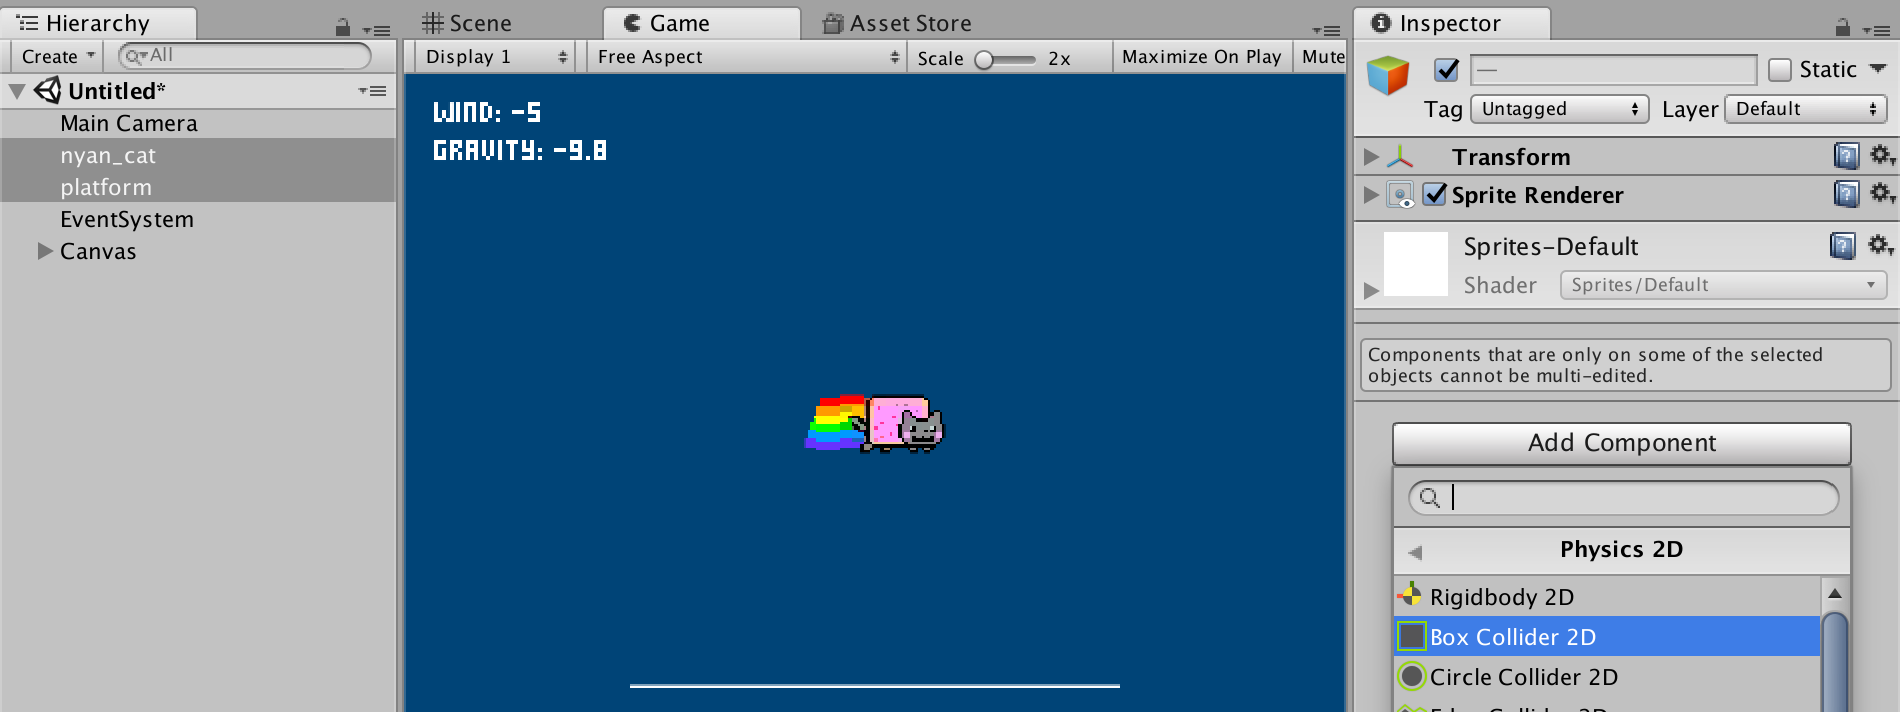 Hierarchy
Create
All
Untitled*
Main Camera
nyan_cat
platform
EventSystem
Canvas
Scene
Game
Asset Store
Display 1
Free Aspect
Scale 2x
Maximize On Play
Mute
WIND: -5
GRAVITY: -9.8
Inspector
—
Static
Tag Untagged Layer Default
Transform
Sprite Renderer
Sprites-Default
Shader Sprites/Default
Components that are only on some of the selected
objects cannot be multi-edited.
Add Component
Physics 2D
Rigidbody 2D
Box Collider 2D
Circle Collider 2D
Edge Collider 2D